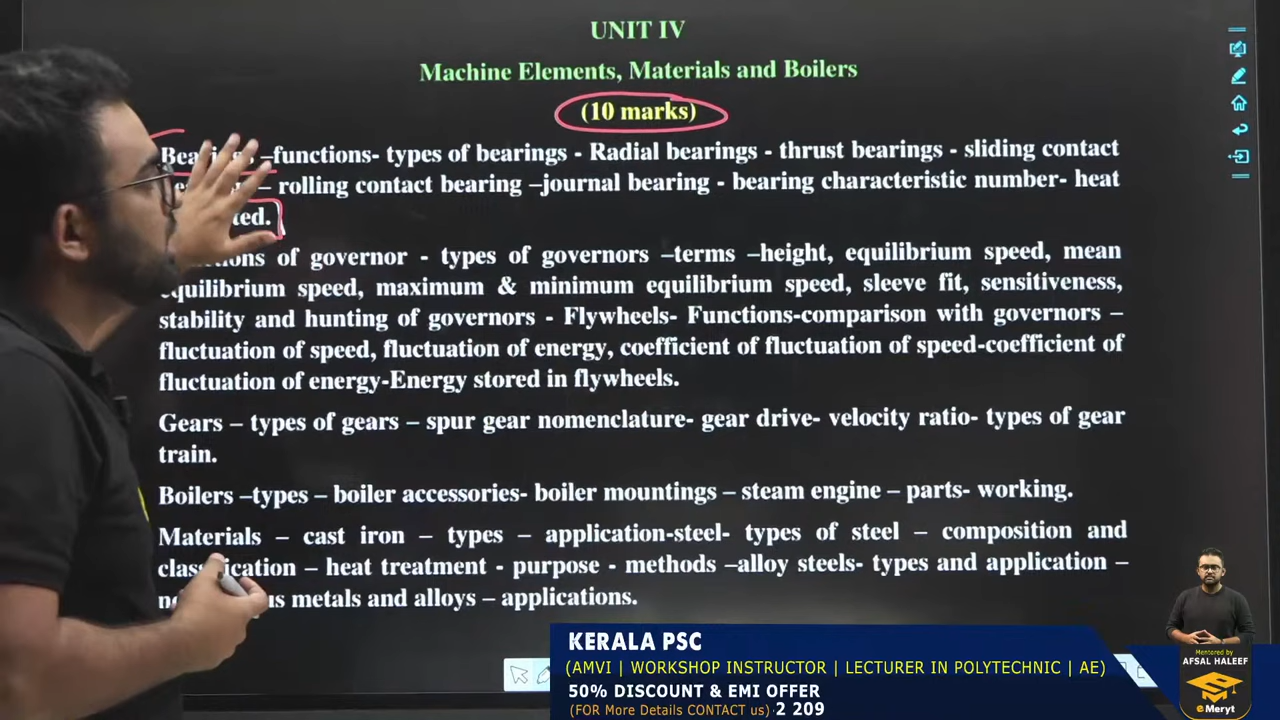 UNIT IV
Machine Elements, Materials and Boilers
(10 marks)
–functions- types of bearings - Radial bearings - thrust bearings - sliding contact
– rolling contact bearing –journal bearing - bearing characteristic number- heat
of governor - types of governors –terms –height, equilibrium speed, mean
equilibrium speed, maximum & minimum equilibrium speed, sleeve fit, sensitiveness,
stability and hunting of governors - Flywheels- Functions-comparison with governors –
fluctuation of speed, fluctuation of energy, coefficient of fluctuation of speed-coefficient of
fluctuation of energy-Energy stored in flywheels.
Gears – types of gears – spur gear nomenclature- gear drive- velocity ratio- types of gear
train.
Boilers –types – boiler accessories- boiler mountings – steam engine – parts- working.
Materials – cast iron – types – application-steel- types of steel – composition and
classification – heat treatment - purpose - methods –alloy steels- types and application –
metals and alloys – applications.
KERALA PSC
(AMVI | WORKSHOP INSTRUCTOR | LECTURER IN POLYTECHNIC | AE)
50% DISCOUNT & EMI OFFER
(FOR More Details CONTACT us) 2 209
Mentored by
AFSAL HALEEF
eMeryt